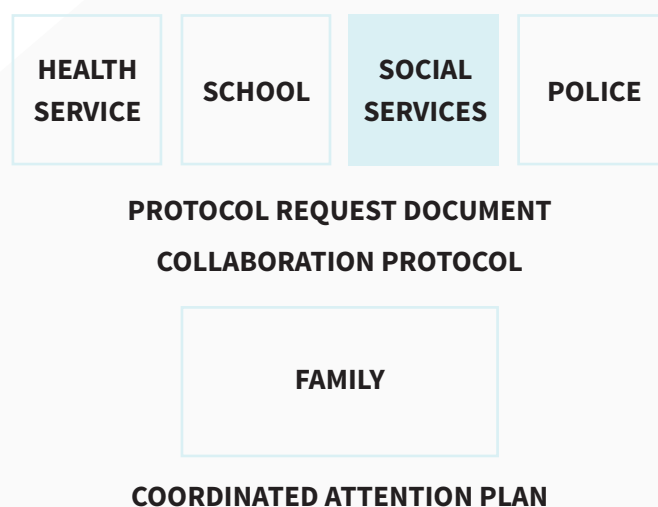 HEALTH
SERVICE
SCHOOL
SOCIAL
SERVICES
POLICE
PROTOCOL REQUEST DOCUMENT
COLLABORATION PROTOCOL
FAMILY
COORDINATED ATTENTION PLAN